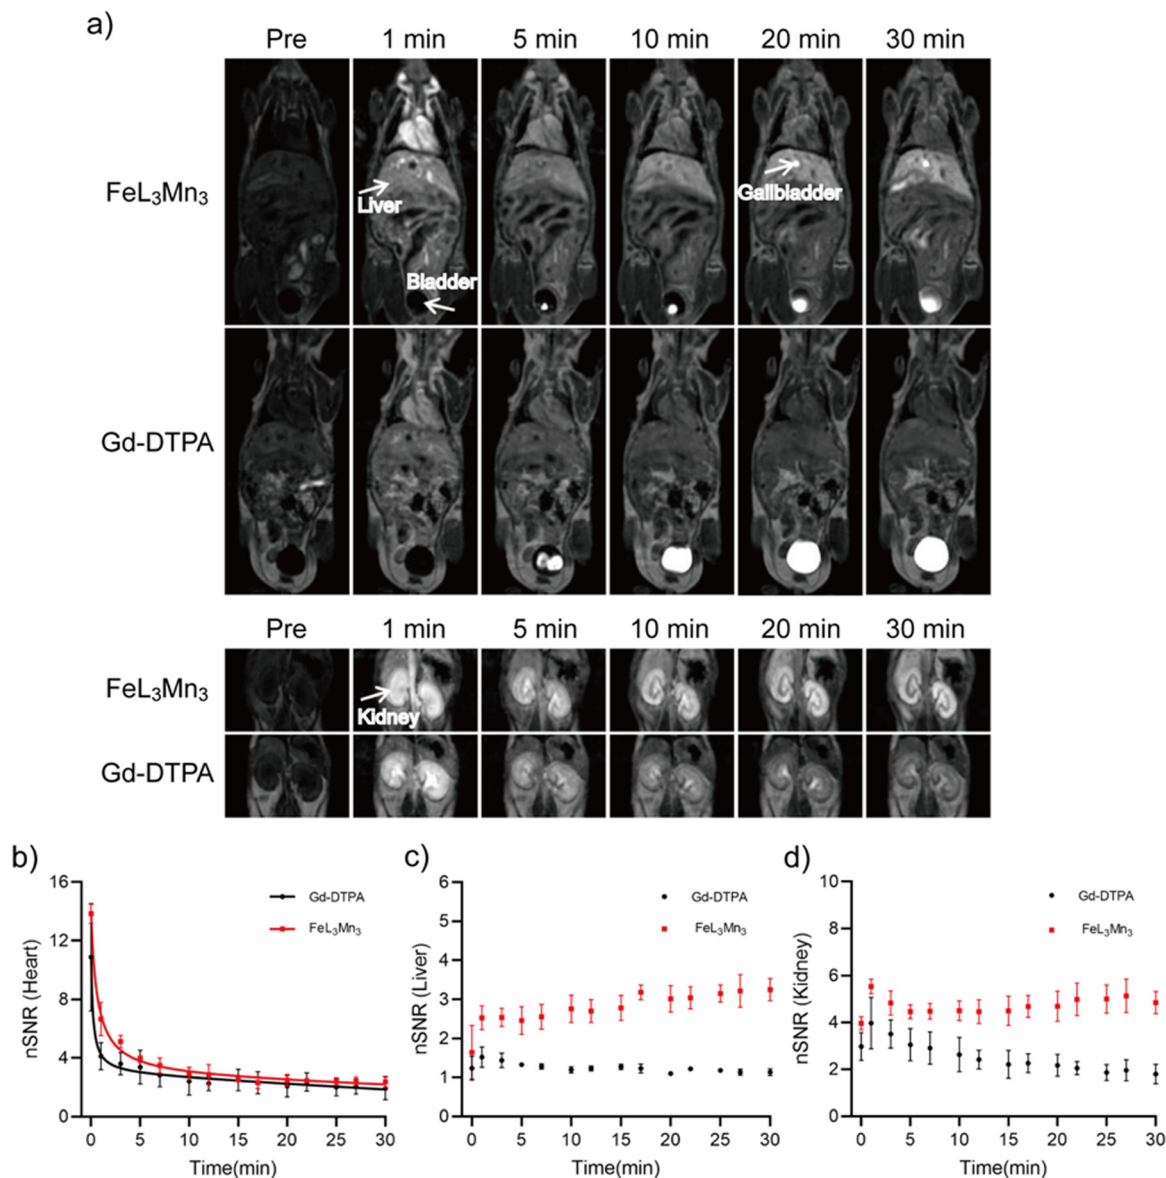 a)
Pre 1 min 5 min 10 min 20 min 30 min
FeL₃Mn₃
Liver
Gallbladder
Bladder
Gd-DTPA
Pre 1 min 5 min 10 min 20 min 30 min
FeL₃Mn₃
Kidney
Gd-DTPA
b)
nSNR (Heart)
16
12
8
4
0
Gd-DTPA
FeL₃Mn₃
0 5 10 15 20 25 30
Time(min)
c)
nSNR (Liver)
6
5
4
3
2
1
0
Gd-DTPA
FeL₃Mn₃
0 5 10 15 20 25 30
Time(min)
d)
nSNR (Kidney)
10
8
6
4
2
0
Gd-DTPA
FeL₃Mn₃
0 5 10 15 20 25 30
Time(min)